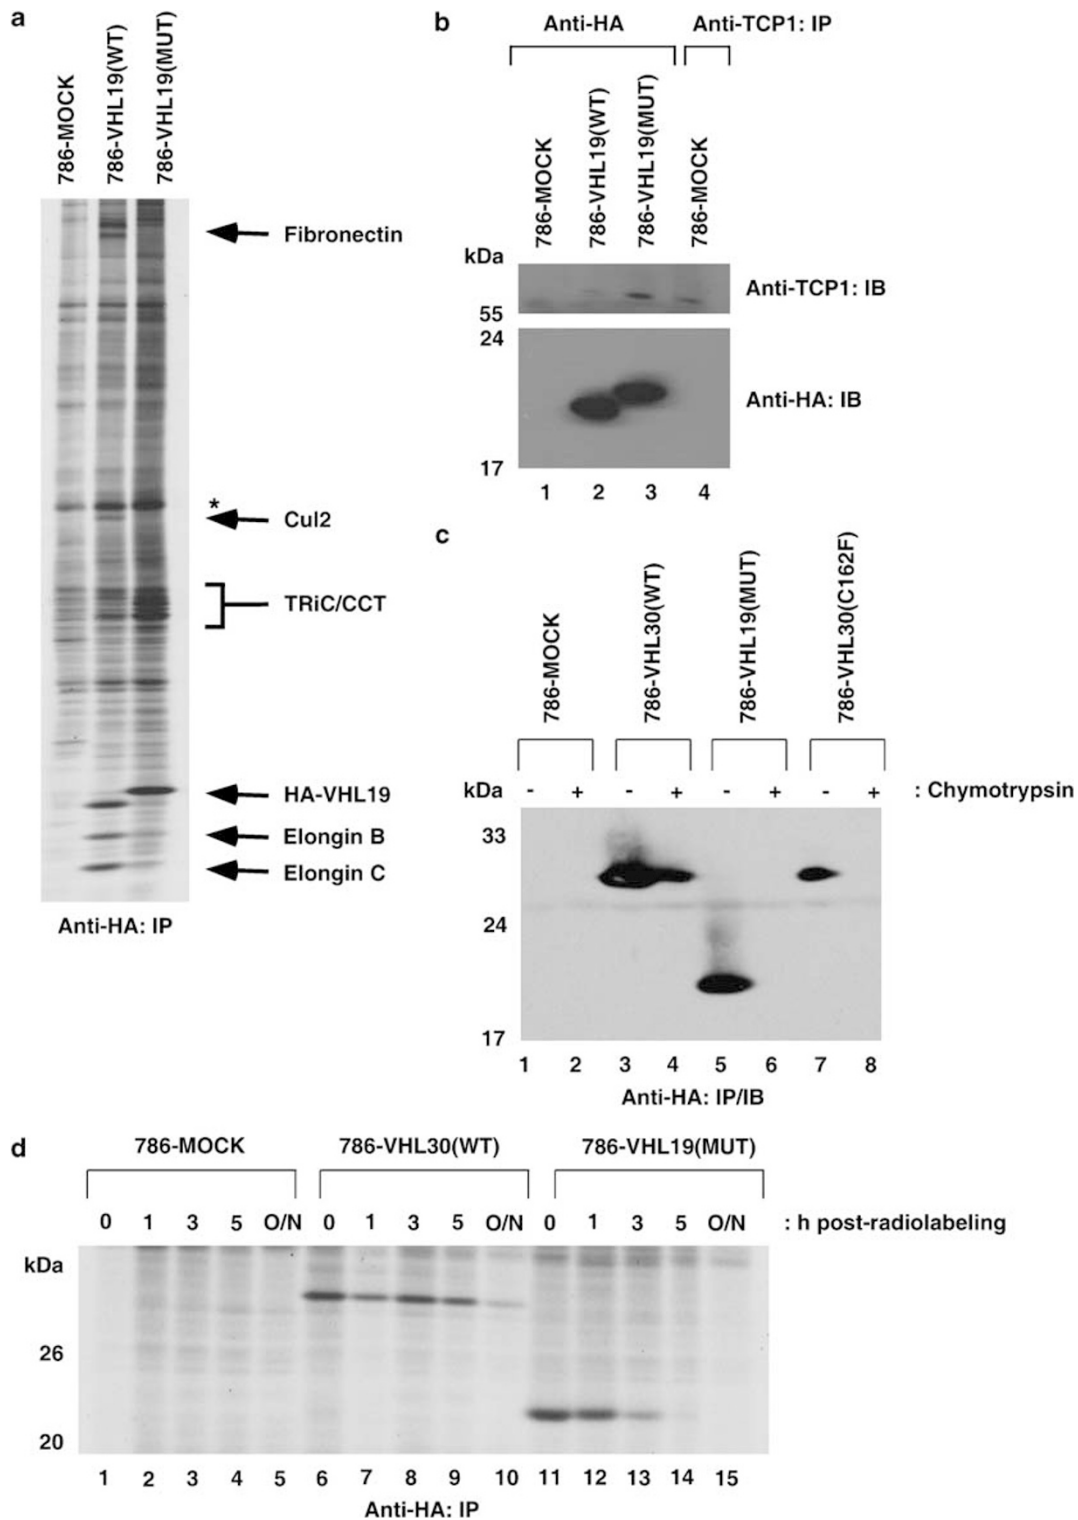 a
786-MOCK
786-VHL19(WT)
786-VHL19(MUT)
Fibronectin
*
Cul2
TRiC/CCT
HA-VHL19
Elongin B
Elongin C
Anti-HA: IP
b
Anti-HA Anti-TCP1: IP
786-MOCK
786-VHL19(WT)
786-VHL19(MUT)
786-MOCK
kDa
Anti-TCP1: IB
55
24
Anti-HA: IB
17
1 2 3 4
c
786-MOCK
786-VHL30(WT)
786-VHL19(MUT)
786-VHL30(C162F)
kDa - + - + - + - + : Chymotrypsin
33
24
17
1 2 3 4 5 6 7 8
Anti-HA: IP/IB
d
786-MOCK 786-VHL30(WT) 786-VHL19(MUT)
0 1 3 5 O/N 0 1 3 5 O/N 0 1 3 5 O/N : h post-radiolabeling
kDa
26
20
1 2 3 4 5 6 7 8 9 10 11 12 13 14 15
Anti-HA: IP